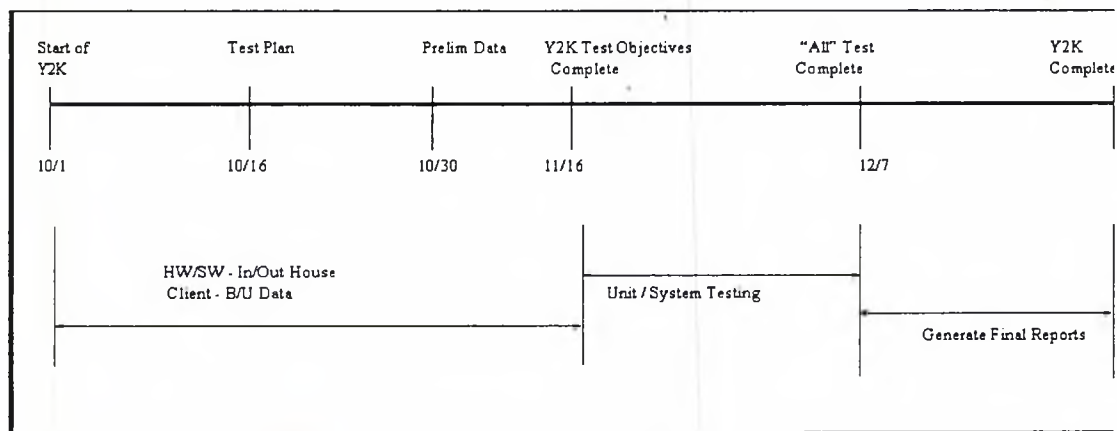 Start of
Y2K
Test Plan
Prelim Data
Y2K Test Objectives
Complete
"All" Test
Complete
Y2K
Complete
10/1
10/16
10/30
11/16
12/7
HW/SW - In/Out House
Client - B/U Data
Unit / System Testing
Generate Final Reports